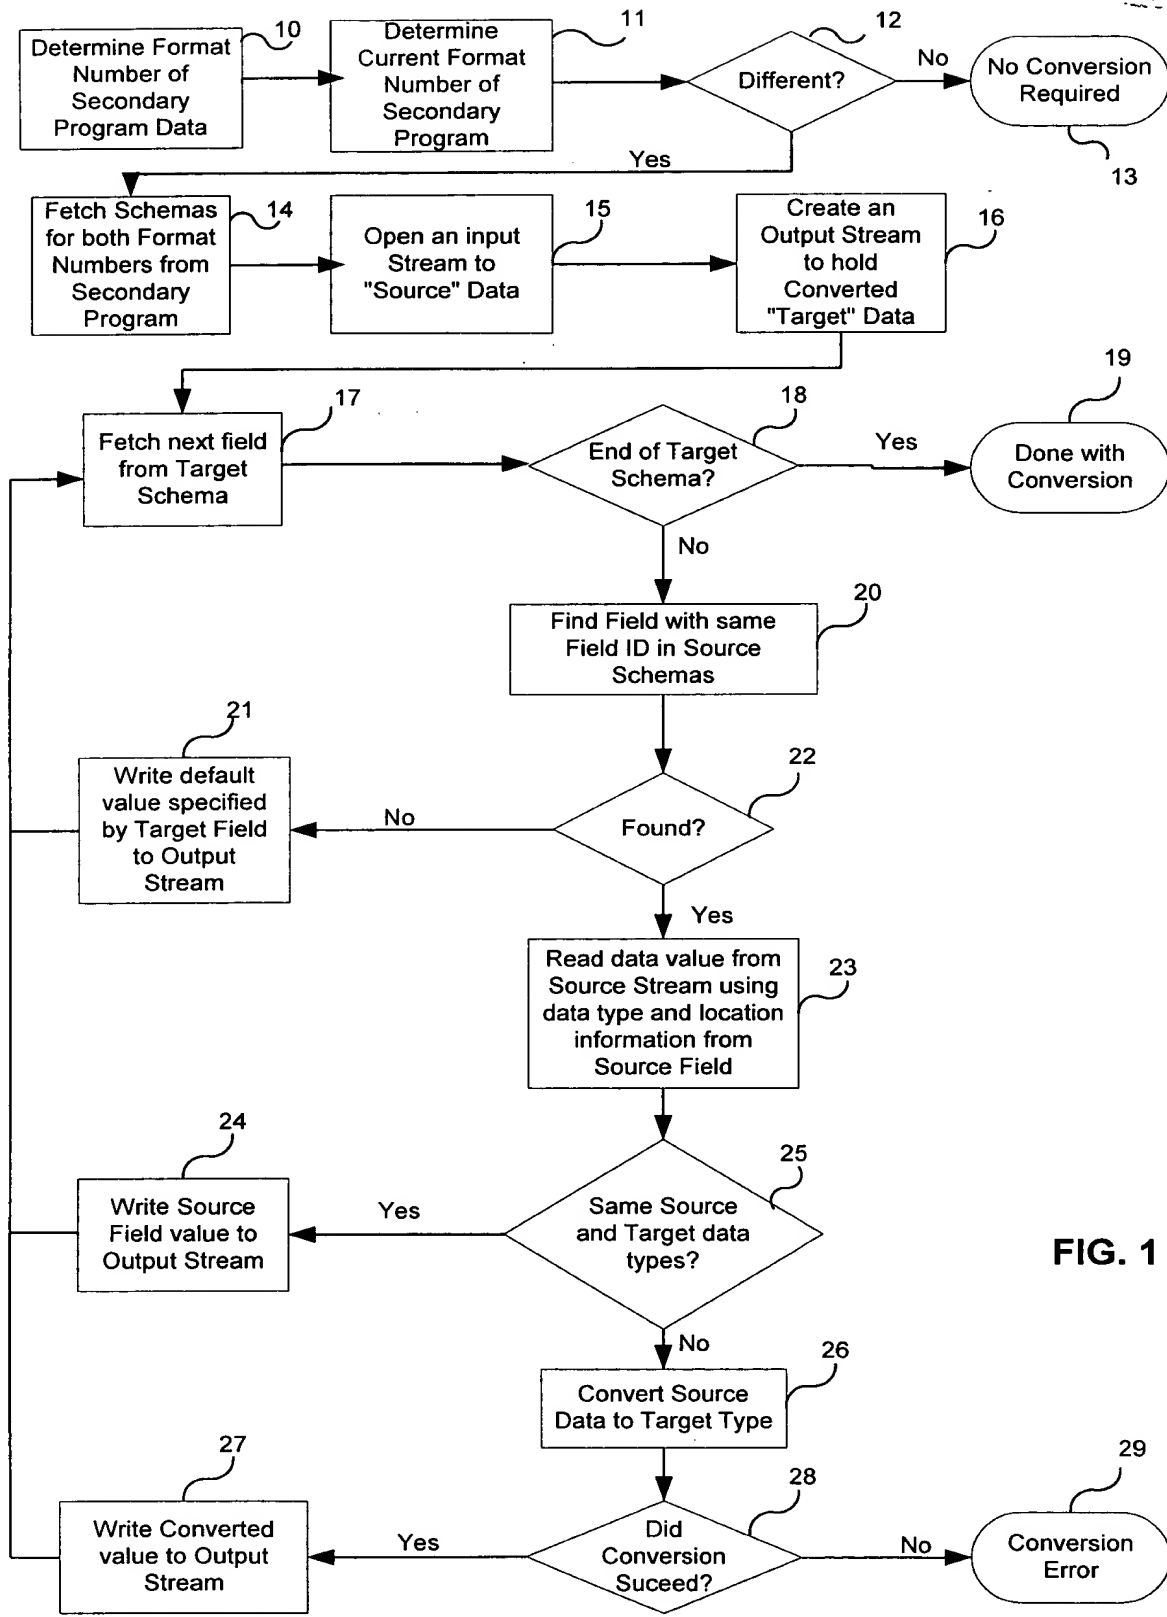 10
Determine Format
Number of
Secondary
Program Data
11
Determine
Current Format
Number of
Secondary
Program
12
Different?
No
No Conversion
Required
13
Yes
Fetch Schemas
for both Format
Numbers from
Secondary
Program
14
Open an input
Stream to
"Source" Data
15
Create an
Output Stream
to hold
Converted
"Target" Data
16
Fetch next field
from Target
Schema
17
End of Target
Schema?
18
Yes
19
Done with
Conversion
No
Find Field with same
Field ID in Source
Schemas
20
21
Write default
value specified
by Target Field
to Output
Stream
No
Found?
22
Yes
Read data value from
Source Stream using
data type and location
information from
Source Field
23
24
Write Source
Field value to
Output Stream
Yes
Same Source
and Target data
types?
25
FIG. 1
No
Convert Source
Data to Target Type
26
27
Write Converted
value to Output
Stream
Yes
Did
Conversion
Suceed?
28
No
29
Conversion
Error